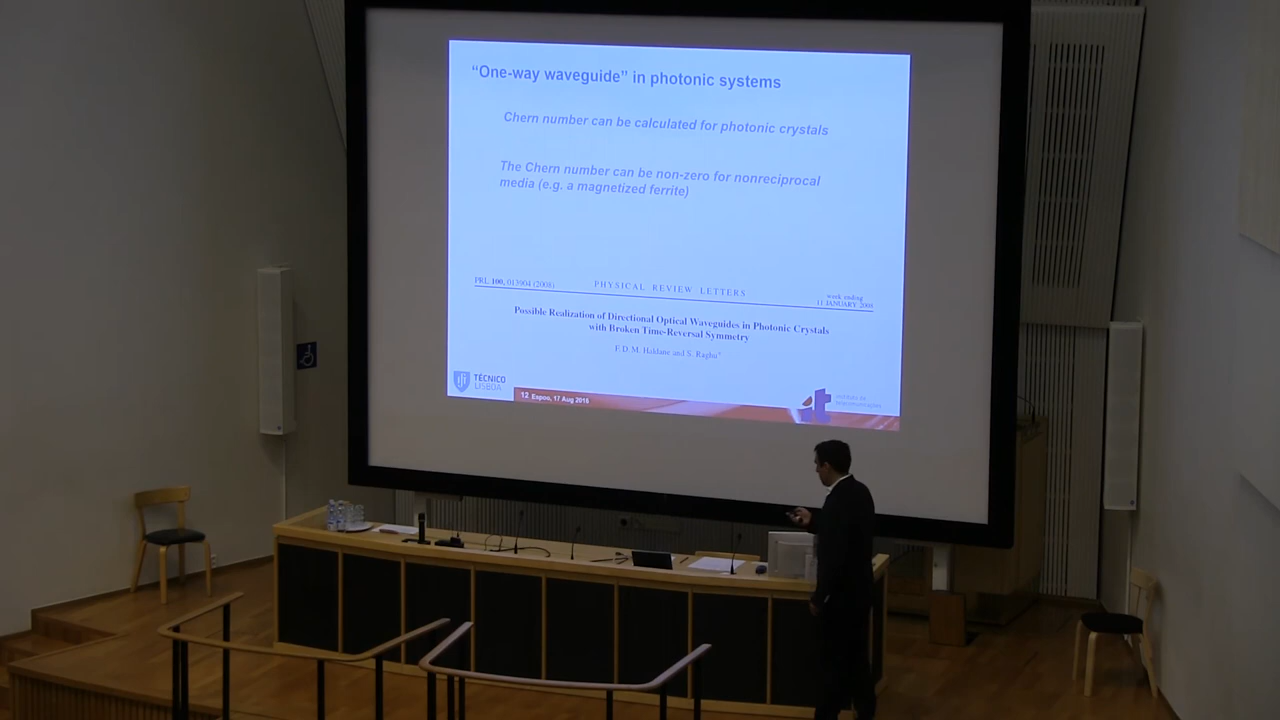 “One-way waveguide” in photonic systems
Chern number can be calculated for photonic crystals
The Chern number can be non-zero for nonreciprocal
media (e.g. a magnetized ferrite)
PRL 100, 013904 (2008)
PHYSICAL REVIEW LETTERS
week ending
11 JANUARY 2008
Possible Realization of Directional Optical Waveguides in Photonic Crystals
with Broken Time-Reversal Symmetry
F. D. M. Haldane and S. Raghu*
TÉCNICO
LISBOA
12 Espoo, 17 Aug 2016
instituto de
telecomunicações